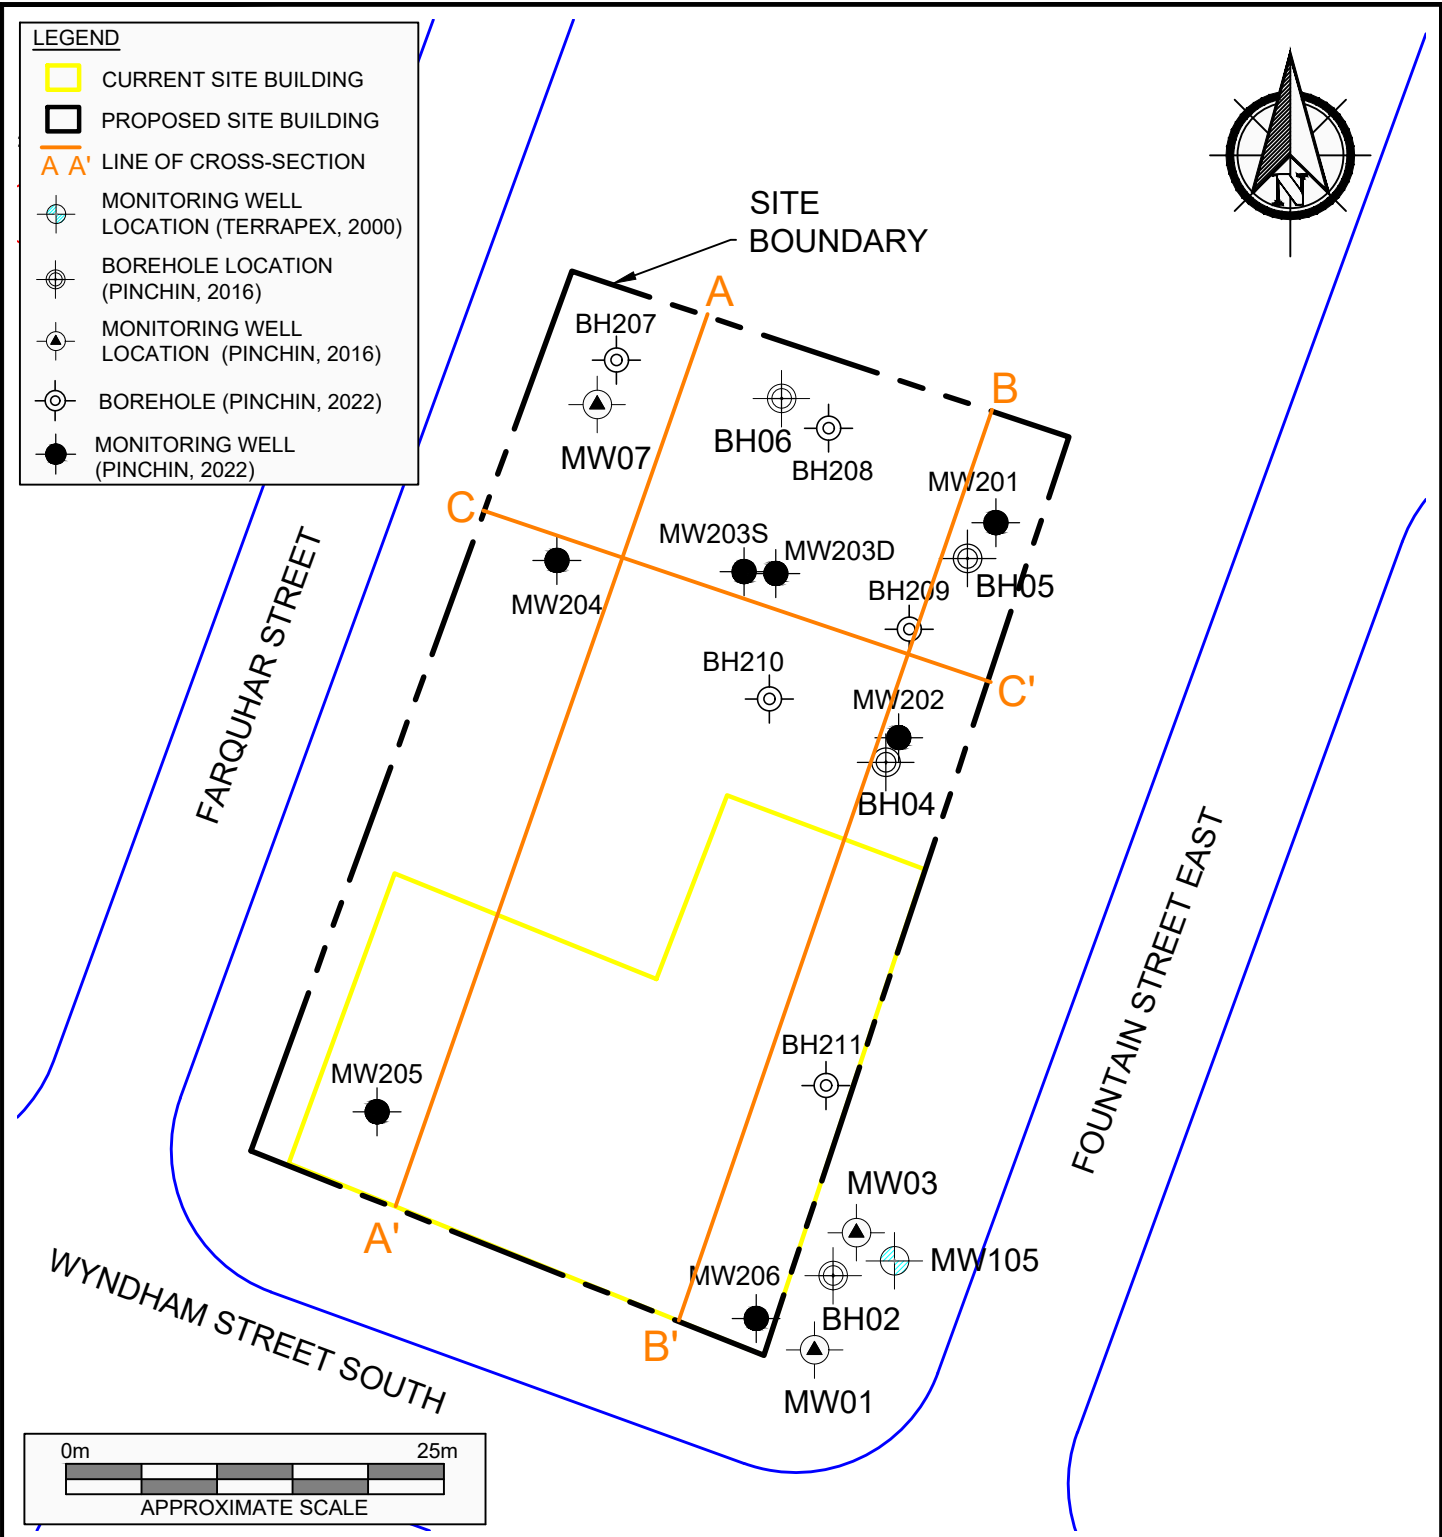 LEGEND
CURRENT SITE BUILDING
PROPOSED SITE BUILDING
A A' LINE OF CROSS-SECTION
MONITORING WELL
LOCATION (TERRAPEX, 2000)
BOREHOLE LOCATION
(PINCHIN, 2016)
MONITORING WELL
LOCATION (PINCHIN, 2016)
BOREHOLE (PINCHIN, 2022)
MONITORING WELL
(PINCHIN, 2022)
N
SITE
BOUNDARY
A
BH207
B
MW07
BH06
BH208
MW201
C
MW203S
MW203D
BH05
MW204
BH209
BH210
C'
MW202
BH04
FARQUHAR STREET
FOUNTAIN STREET EAST
BH211
MW205
MW03
A'
MW105
MW206
BH02
B'
MW01
WYNDHAM STREET SOUTH
0m 25m
APPROXIMATE SCALE